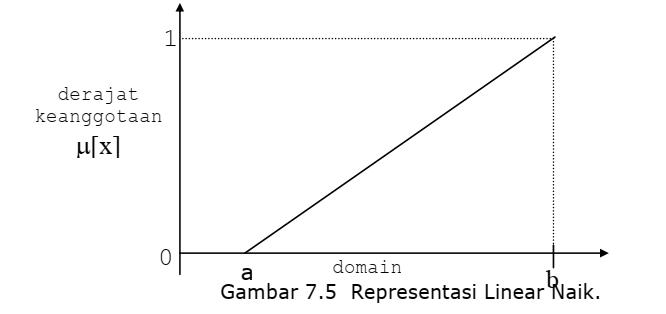 1
derajat
keanggotaan
μ[x]
0
a
domain
b
Gambar 7.5 Representasi Linear Naik.